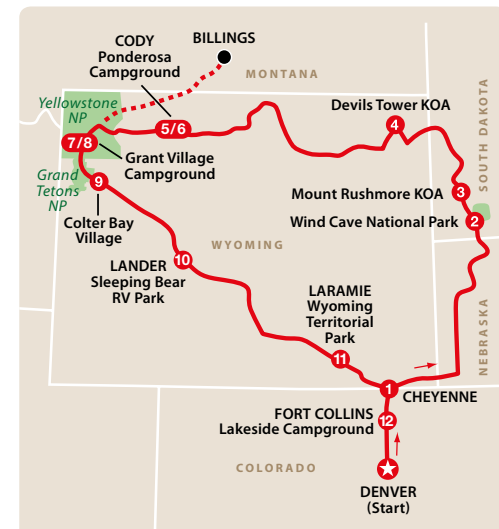 CODY
Ponderosa
Campground
BILLINGS
MONTANA
Yellowstone
NP
5/6
Devils Tower KOA
4
SOUTH DAKOTA
7/8
Grant Village
Campground
Grand
Tetons
NP
9
Colter Bay
Village
Mount Rushmore KOA
3
Wind Cave National Park
2
WYOMING
10
LANDER
Sleeping Bear
RV Park
LARAMIE
Wyoming
Territorial
Park
11
NEBRASKA
1
CHEYENNE
FORT COLLINS
Lakeside Campground
12
COLORADO
DENVER
(Start)